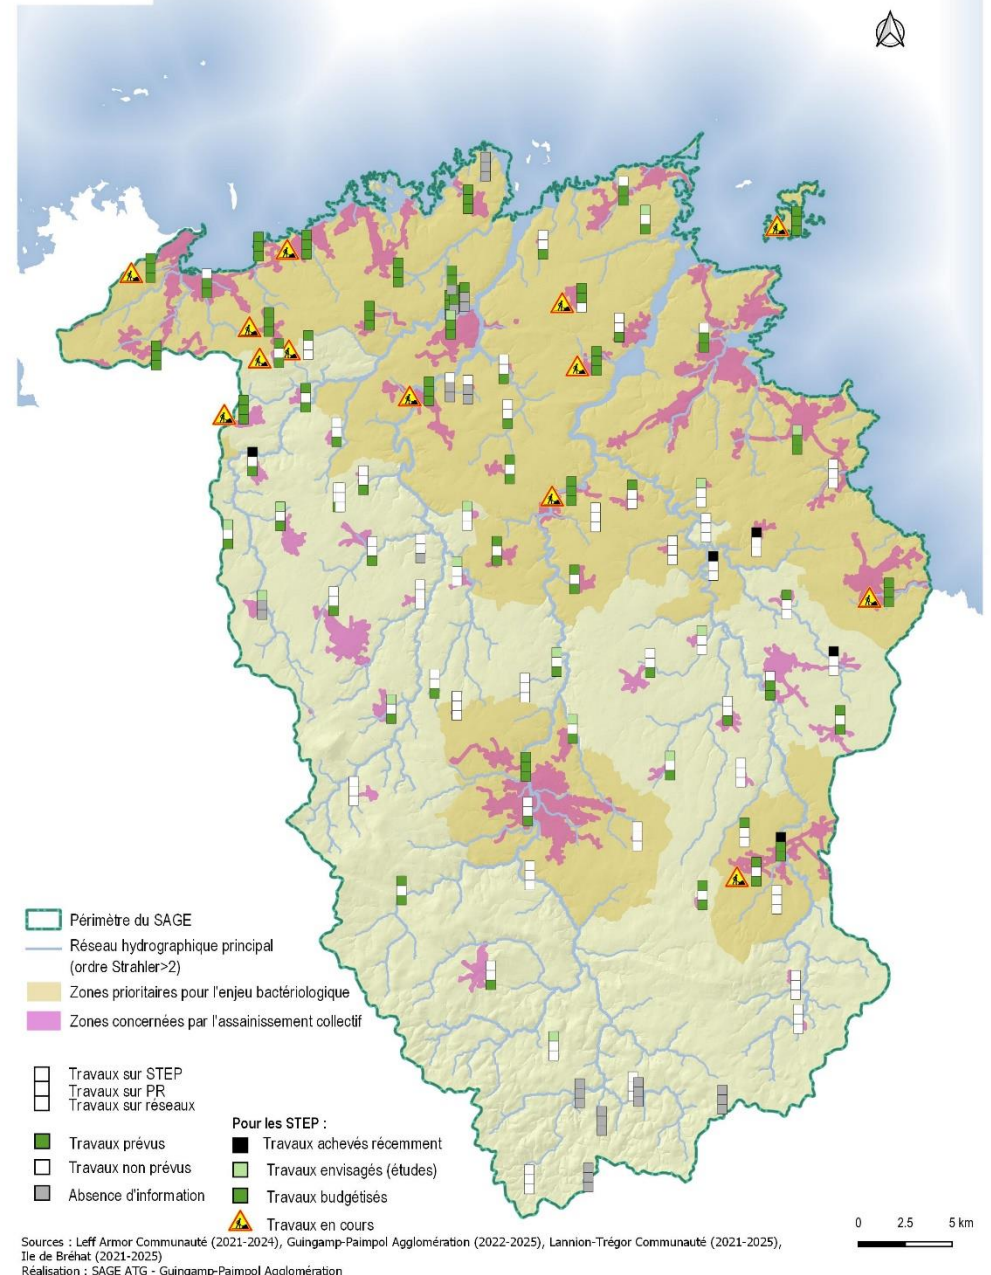 Périmètre du SAGE
Réseau hydrographique principal
(ordre Strahler>2)
Zones prioritaires pour l'enjeu bactériologique
Zones concernées par l'assainissement collectif
Travaux sur STEP
Travaux sur PR
Travaux sur réseaux
Travaux prévus
Travaux non prévus
Absence d'information
Pour les STEP :
Travaux achevés récemment
Travaux envisagés (études)
Travaux budgétisés
Travaux en cours
0 2.5 5 km
Sources : Leff Armor Communauté (2021-2024), Guingamp-Paimpol Agglomération (2022-2025), Lannion-Trégor Communauté (2021-2025),
Ile de Bréhat (2021-2025)
Réalisation : SAGE ATG - Guingamp-Paimpol Agglomération